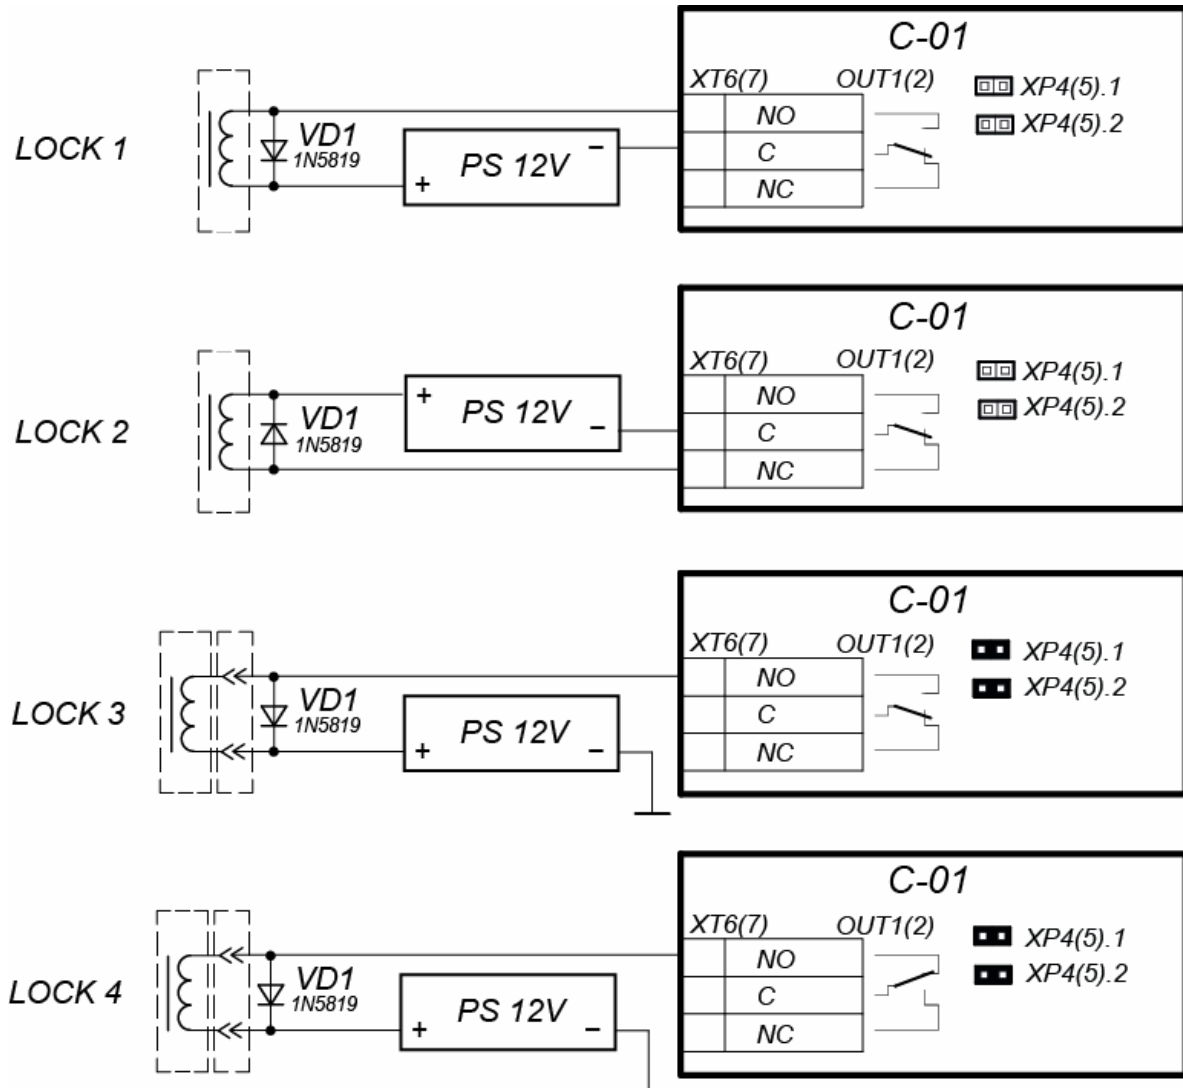 C-01
XT6(7) OUT1(2) XP4(5).1
NO
XP4(5).2
LOCK 1 VD1 PS 12V − C
1N5819
+ NC
C-01
XT6(7) OUT1(2) XP4(5).1
+ NO
XP4(5).2
LOCK 2 VD1 PS 12V − C
1N5819
NC
C-01
XT6(7) OUT1(2) XP4(5).1
NO
XP4(5).2
LOCK 3 VD1 C
1N5819
+ PS 12V − NC
C-01
XT6(7) OUT1(2) XP4(5).1
NO
XP4(5).2
LOCK 4 VD1 C
1N5819
+ PS 12V − NC